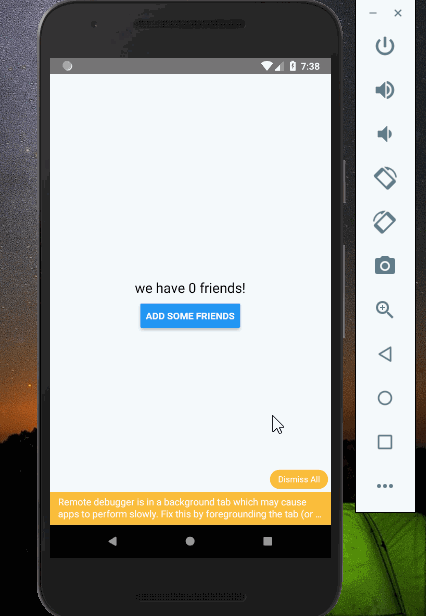 7:38
we have 0 friends!
ADD SOME FRIENDS
Dismiss All
Remote debugger is in a background tab which may cause
apps to perform slowly. Fix this by foregrounding the tab (or ...